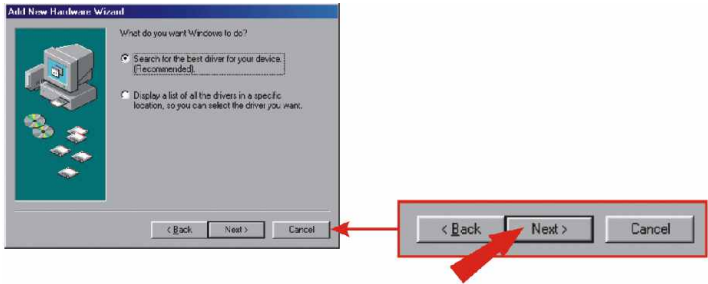 Add New Hardware Wizard
What do you want Windows to do?
Search for the best driver for your device.
(Recommended).
Display a list of all the drivers in a specific
location, so you can select the driver you want.
< Back Next > Cancel
< Back Next > Cancel